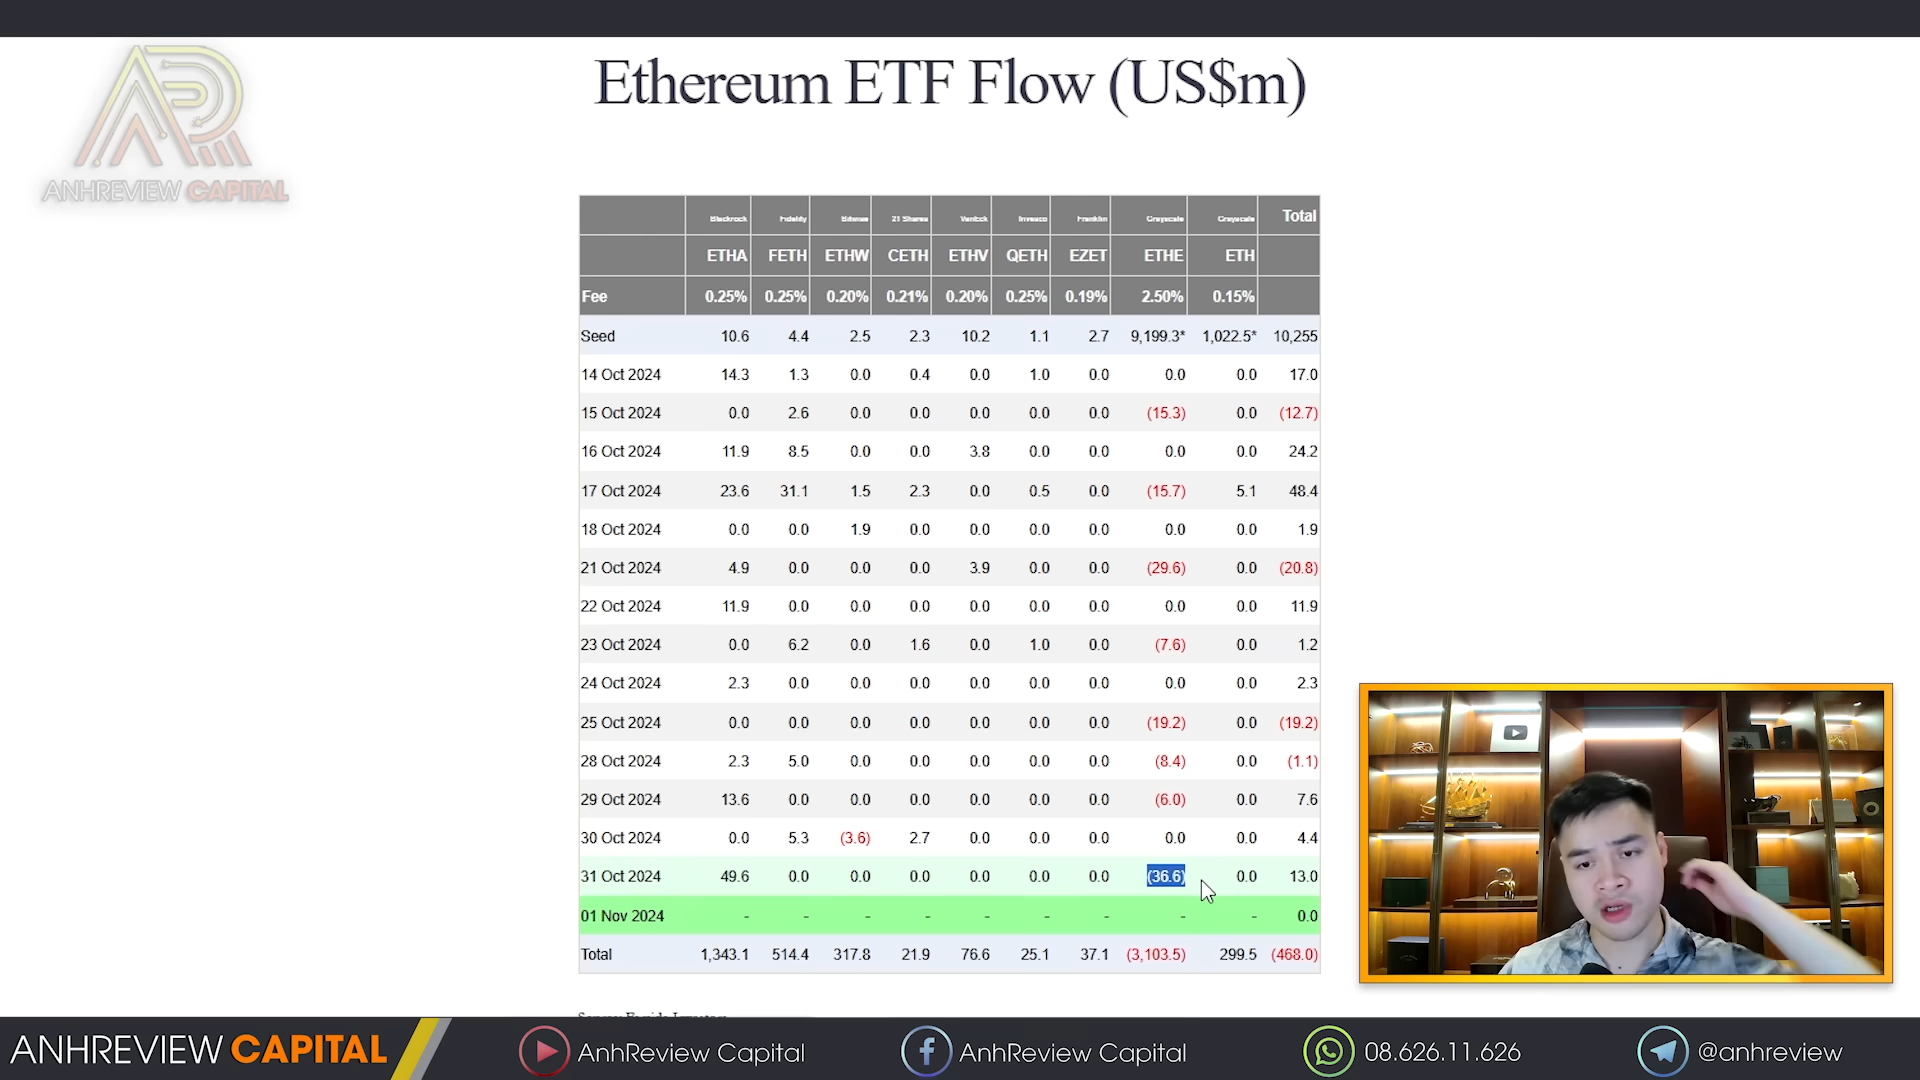 Ethereum ETF Flow (US$m)
ANHREVIEW CAPITAL
Blackrock Fidelity Bitwise 21 Shares VanEck Invesco Franklin Grayscale Grayscale Total
ETHA FETH ETHW CETH ETHV QETH EZET ETHE ETH
Fee 0.25% 0.25% 0.20% 0.21% 0.20% 0.25% 0.19% 2.50% 0.15%
Seed 10.6 4.4 2.5 2.3 10.2 1.1 2.7 9,199.3* 1,022.5* 10,255
14 Oct 2024 14.3 1.3 0.0 0.4 0.0 1.0 0.0 0.0 0.0 17.0
15 Oct 2024 0.0 2.6 0.0 0.0 0.0 0.0 0.0 (15.3) 0.0 (12.7)
16 Oct 2024 11.9 8.5 0.0 0.0 3.8 0.0 0.0 0.0 0.0 24.2
17 Oct 2024 23.6 31.1 1.5 2.3 0.0 0.5 0.0 (15.7) 5.1 48.4
18 Oct 2024 0.0 0.0 1.9 0.0 0.0 0.0 0.0 0.0 0.0 1.9
21 Oct 2024 4.9 0.0 0.0 0.0 3.9 0.0 0.0 (29.6) 0.0 (20.8)
22 Oct 2024 11.9 0.0 0.0 0.0 0.0 0.0 0.0 0.0 0.0 11.9
23 Oct 2024 0.0 6.2 0.0 1.6 0.0 1.0 0.0 (7.6) 0.0 1.2
24 Oct 2024 2.3 0.0 0.0 0.0 0.0 0.0 0.0 0.0 0.0 2.3
25 Oct 2024 0.0 0.0 0.0 0.0 0.0 0.0 0.0 (19.2) 0.0 (19.2)
28 Oct 2024 2.3 5.0 0.0 0.0 0.0 0.0 0.0 (8.4) 0.0 (1.1)
29 Oct 2024 13.6 0.0 0.0 0.0 0.0 0.0 0.0 (6.0) 0.0 7.6
30 Oct 2024 0.0 5.3 (3.6) 2.7 0.0 0.0 0.0 0.0 0.0 4.4
31 Oct 2024 49.6 0.0 0.0 0.0 0.0 0.0 0.0 (36.6) 0.0 13.0
01 Nov 2024 - - - - - - - - - 0.0
Total 1,343.1 514.4 317.8 21.9 76.6 25.1 37.1 (3,103.5) 299.5 (468.0)
ANHREVIEW CAPITAL AnhReview Capital AnhReview Capital 08.626.11.626 @anhreview